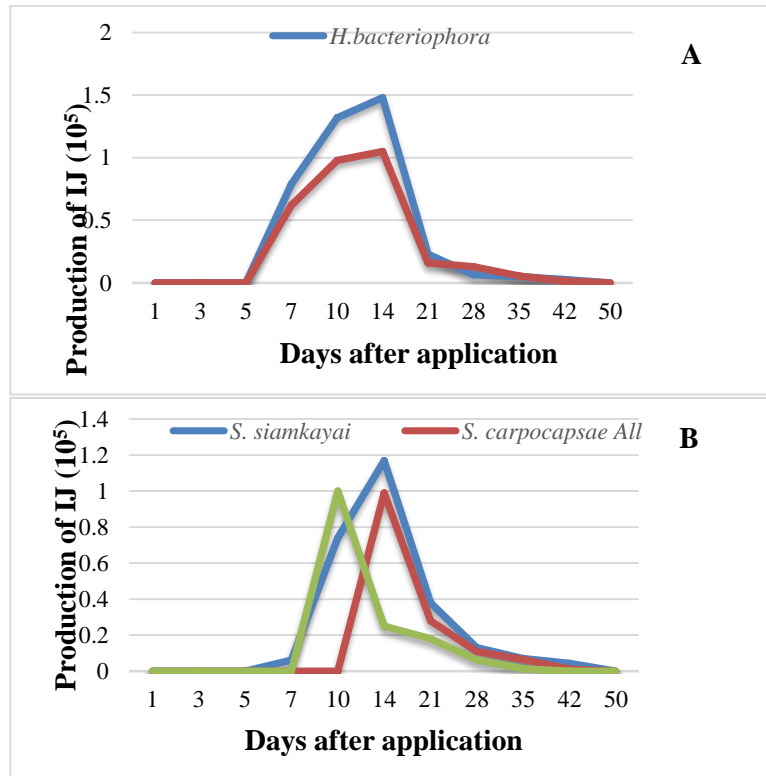 2
H.bacteriophora
A
1.5
1
0.5
0
Production of IJ (10⁵)
1 3 5 7 10 14 21 28 35 42 50
Days after application
1.4
S. siamkayai S. carpocapsae All
B
1.2
1
0.8
0.6
0.4
0.2
0
Production of IJ (10⁵)
1 3 5 7 10 14 21 28 35 42 50
Days after application